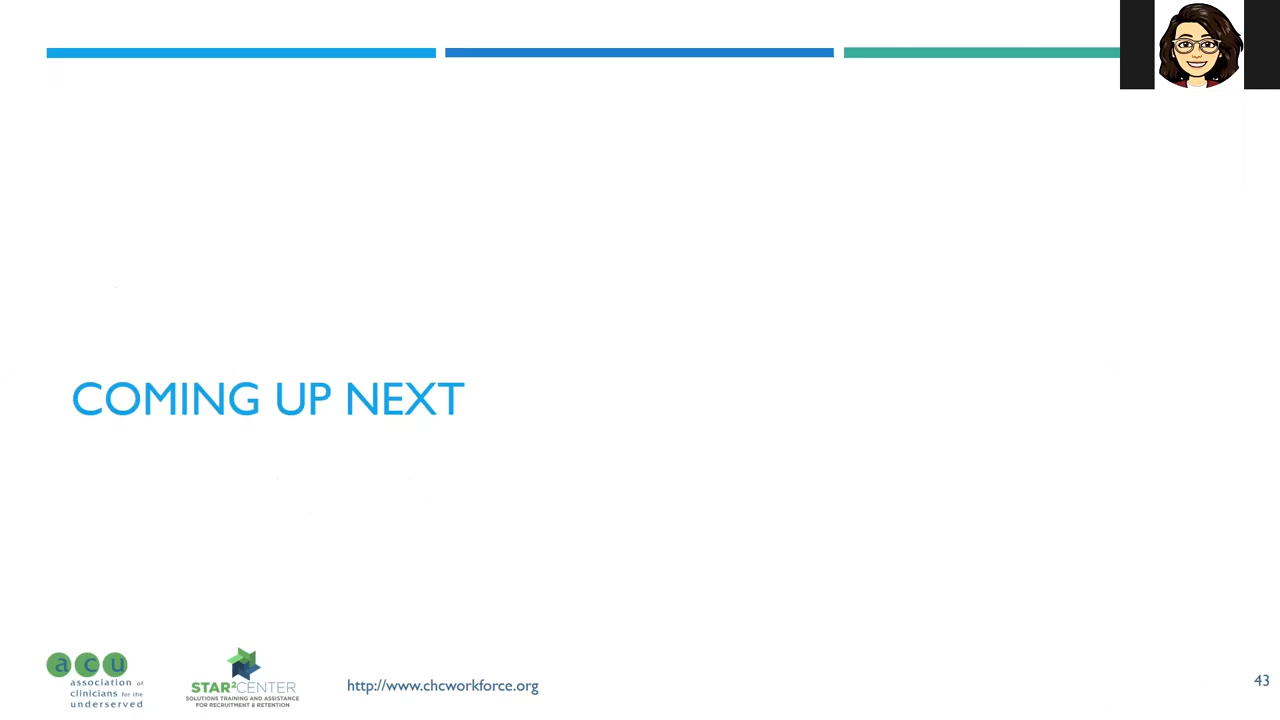 COMING UP NEXT
acu
association of
clinicians for the
underserved
STAR²CENTER
SOLUTIONS TRAINING AND ASSISTANCE
FOR RECRUITMENT & RETENTION
http://www.chcworkforce.org
43